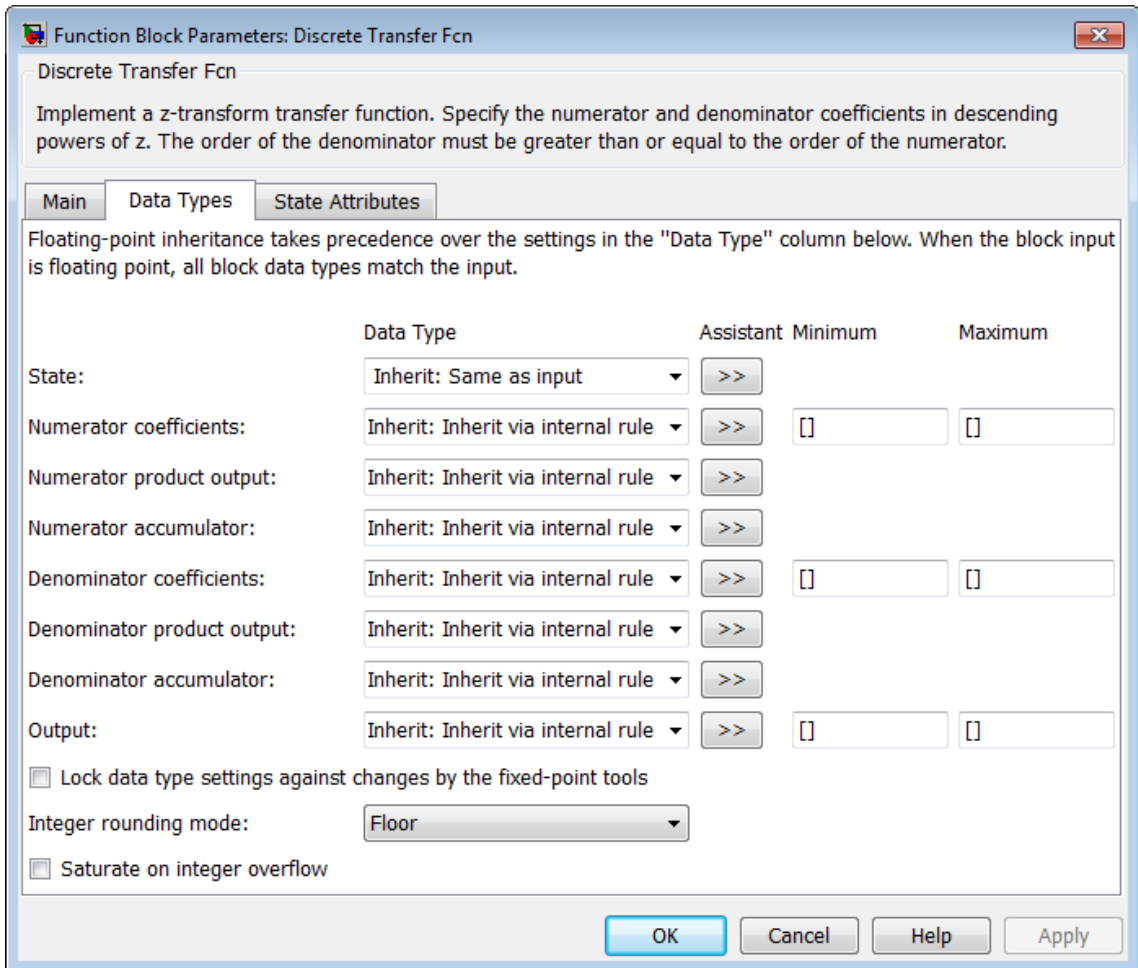 Function Block Parameters: Discrete Transfer Fcn
Discrete Transfer Fcn
Implement a z-transform transfer function. Specify the numerator and denominator coefficients in descending
powers of z. The order of the denominator must be greater than or equal to the order of the numerator.
Main Data Types State Attributes
Floating-point inheritance takes precedence over the settings in the "Data Type" column below. When the block input
is floating point, all block data types match the input.
Data Type Assistant Minimum Maximum
State: Inherit: Same as input >>
Numerator coefficients: Inherit: Inherit via internal rule >> [] []
Numerator product output: Inherit: Inherit via internal rule >>
Numerator accumulator: Inherit: Inherit via internal rule >>
Denominator coefficients: Inherit: Inherit via internal rule >> [] []
Denominator product output: Inherit: Inherit via internal rule >>
Denominator accumulator: Inherit: Inherit via internal rule >>
Output: Inherit: Inherit via internal rule >> [] []
Lock data type settings against changes by the fixed-point tools
Integer rounding mode: Floor
Saturate on integer overflow
OK Cancel Help Apply